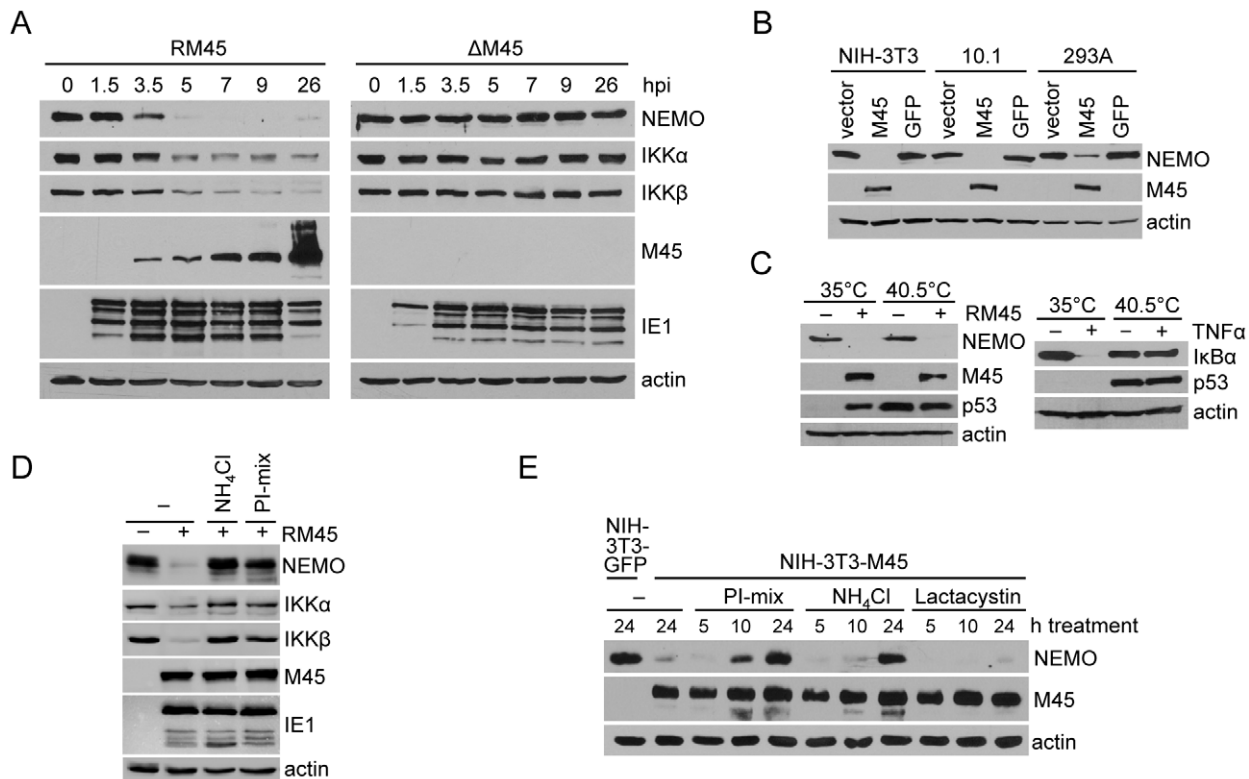 A
RM45
ΔM45
0 1.5 3.5 5 7 9 26
0 1.5 3.5 5 7 9 26
hpi
NEMO
IKKα
IKKβ
M45
IE1
actin
B
NIH-3T3 10.1 293A
vector M45 GFP vector M45 GFP vector M45 GFP
NEMO
M45
actin
C
35°C 40.5°C
– + – + RM45
NEMO
M45
p53
actin
35°C 40.5°C
– + – + TNFα
IκBα
p53
actin
D
– NH₄Cl PI-mix
– + + + RM45
NEMO
IKKα
IKKβ
M45
IE1
actin
E
NIH-
3T3-
GFP
NIH-3T3-M45
– – PI-mix NH₄Cl Lactacystin
24 24 5 10 24 5 10 24 5 10 24 h treatment
NEMO
M45
actin